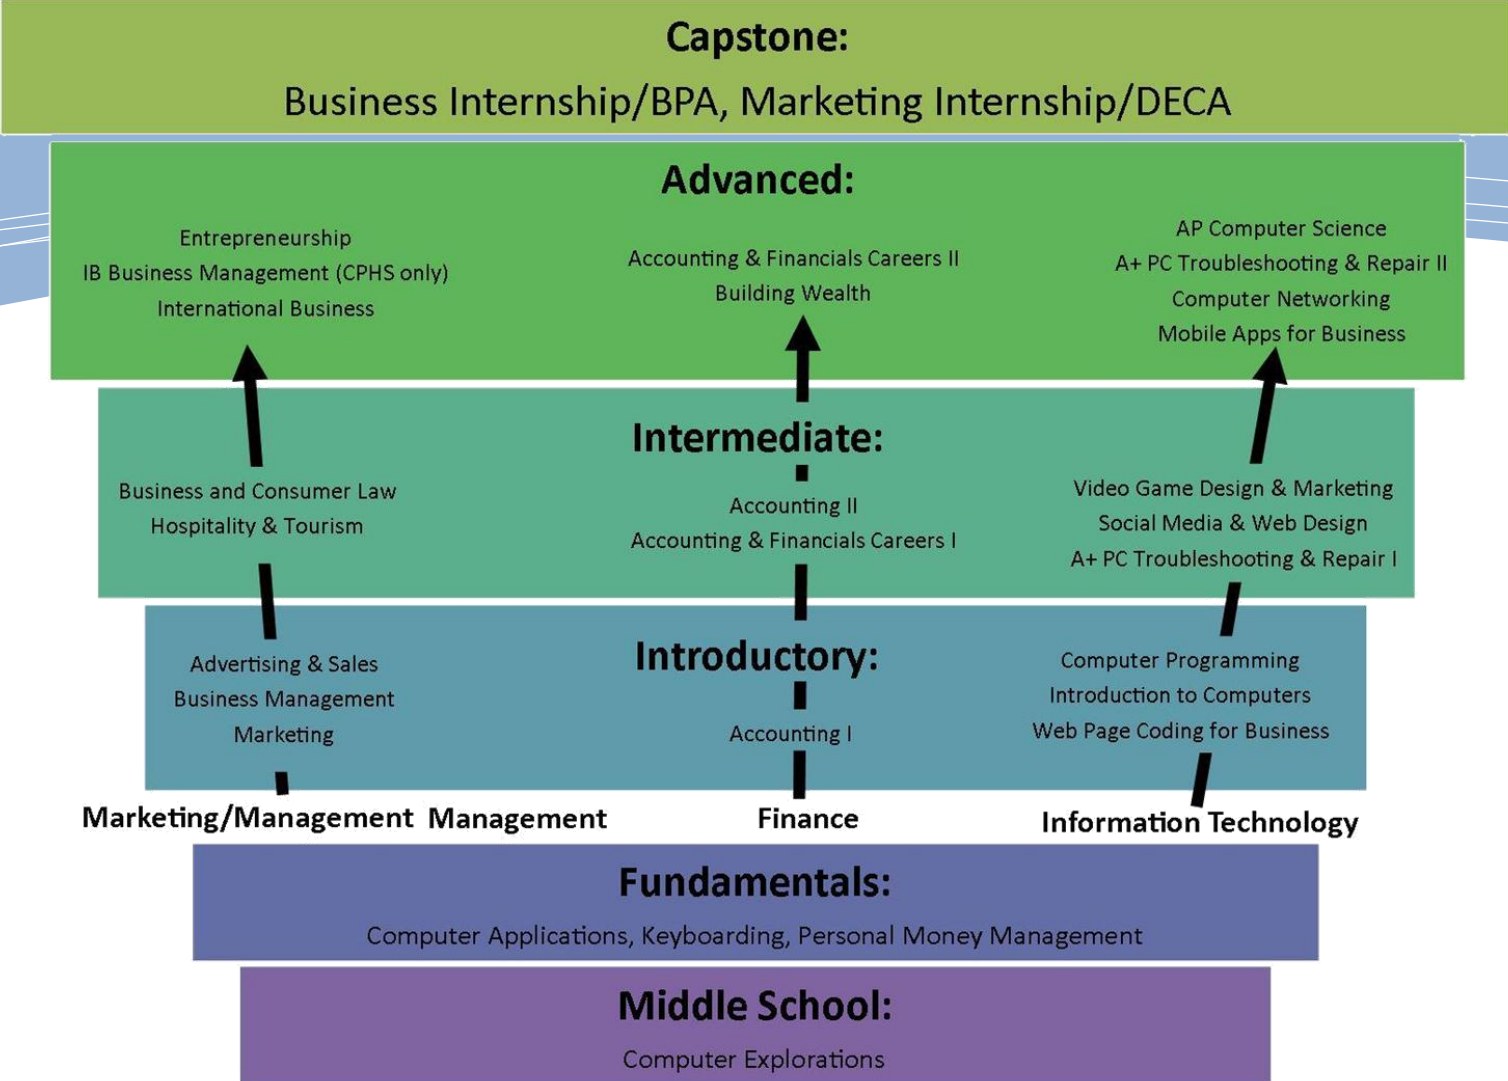 Capstone:
Business Internship/BPA, Marketing Internship/DECA
Advanced:
Entrepreneurship
IB Business Management (CPHS only)
International Business
Accounting & Financials Careers II
Building Wealth
AP Computer Science
A+ PC Troubleshooting & Repair II
Computer Networking
Mobile Apps for Business
Intermediate:
Business and Consumer Law
Hospitality & Tourism
Accounting II
Accounting & Financials Careers I
Video Game Design & Marketing
Social Media & Web Design
A+ PC Troubleshooting & Repair I
Introductory:
Advertising & Sales
Business Management
Marketing
Accounting I
Computer Programming
Introduction to Computers
Web Page Coding for Business
Marketing/Management Management Finance Information Technology
Fundamentals:
Computer Applications, Keyboarding, Personal Money Management
Middle School:
Computer Explorations